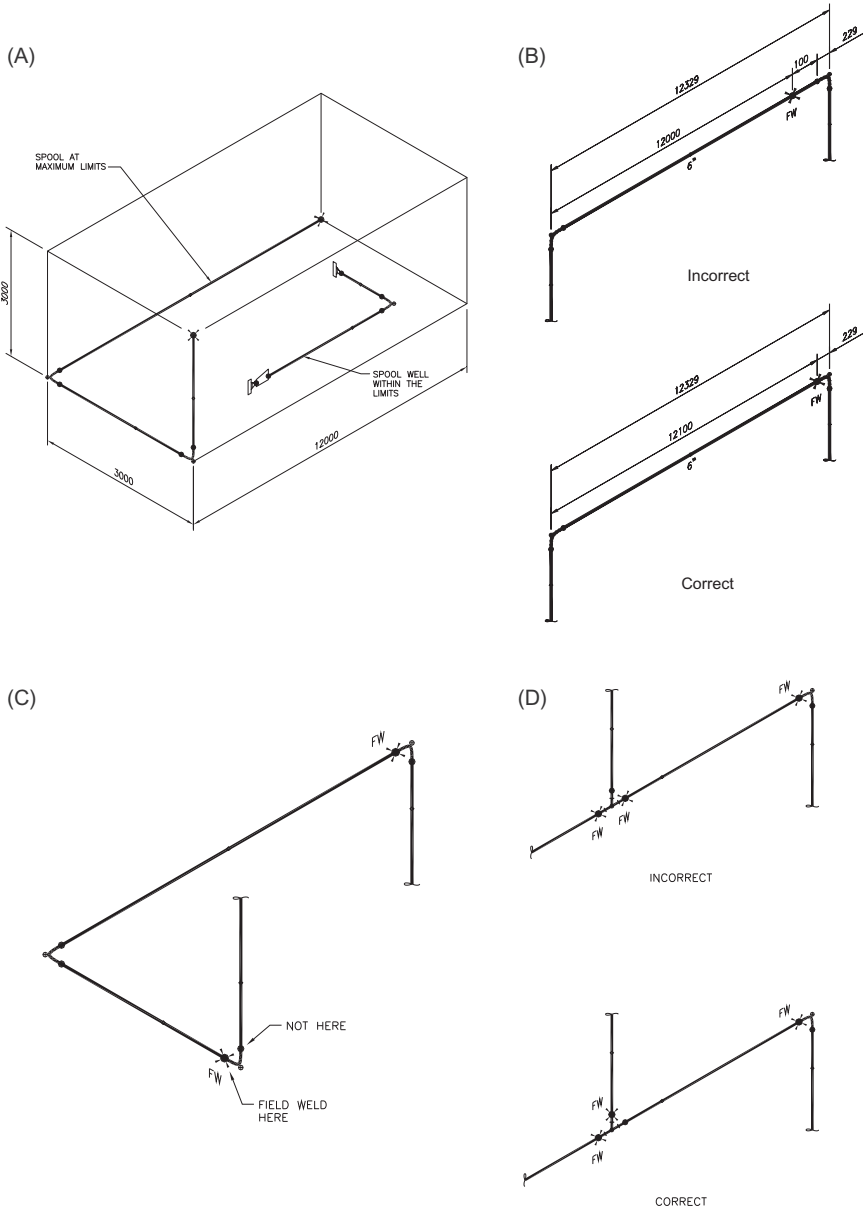 (A)
SPOOL AT
MAXIMUM LIMITS
3000
3000
12000
SPOOL WELL
WITHIN THE
LIMITS
(B)
229
100
12329
12000
FW
6"
Incorrect
229
12329
12100
FW
6"
Correct
(C)
FW
NOT HERE
FW
FIELD WELD
HERE
(D)
FW
FW
FW
INCORRECT
FW
FW
FW
CORRECT